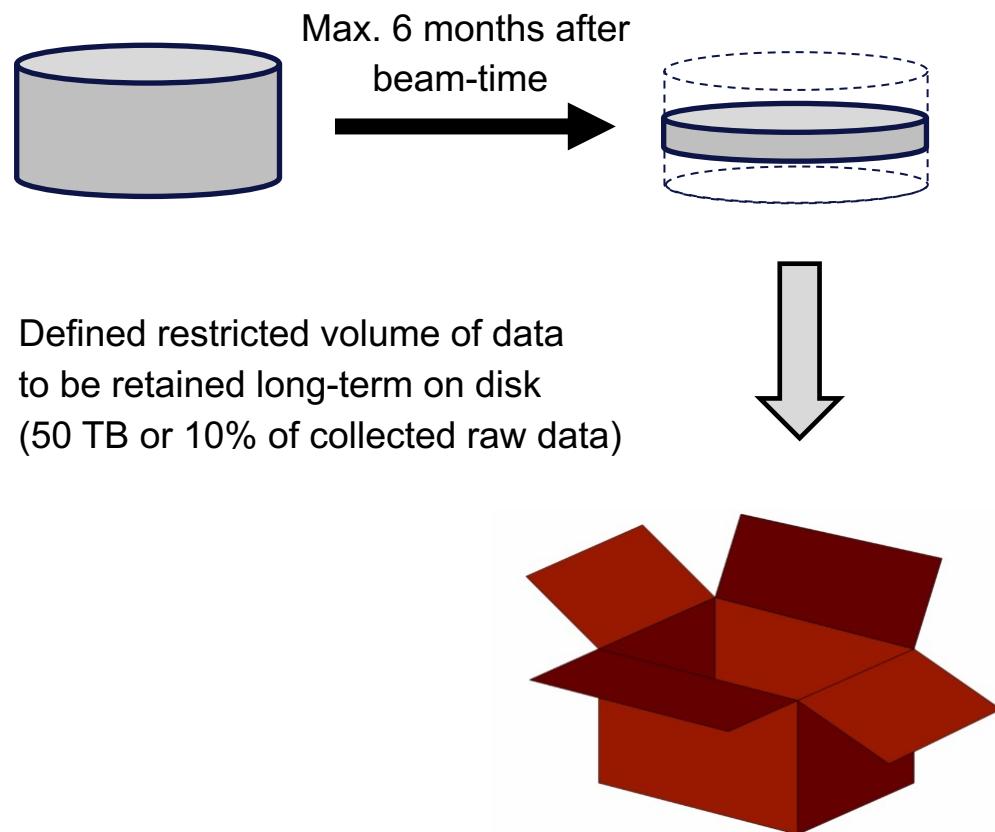 Max. 6 months after
beam-time
Defined restricted volume of data
to be retained long-term on disk
(50 TB or 10% of collected raw data)